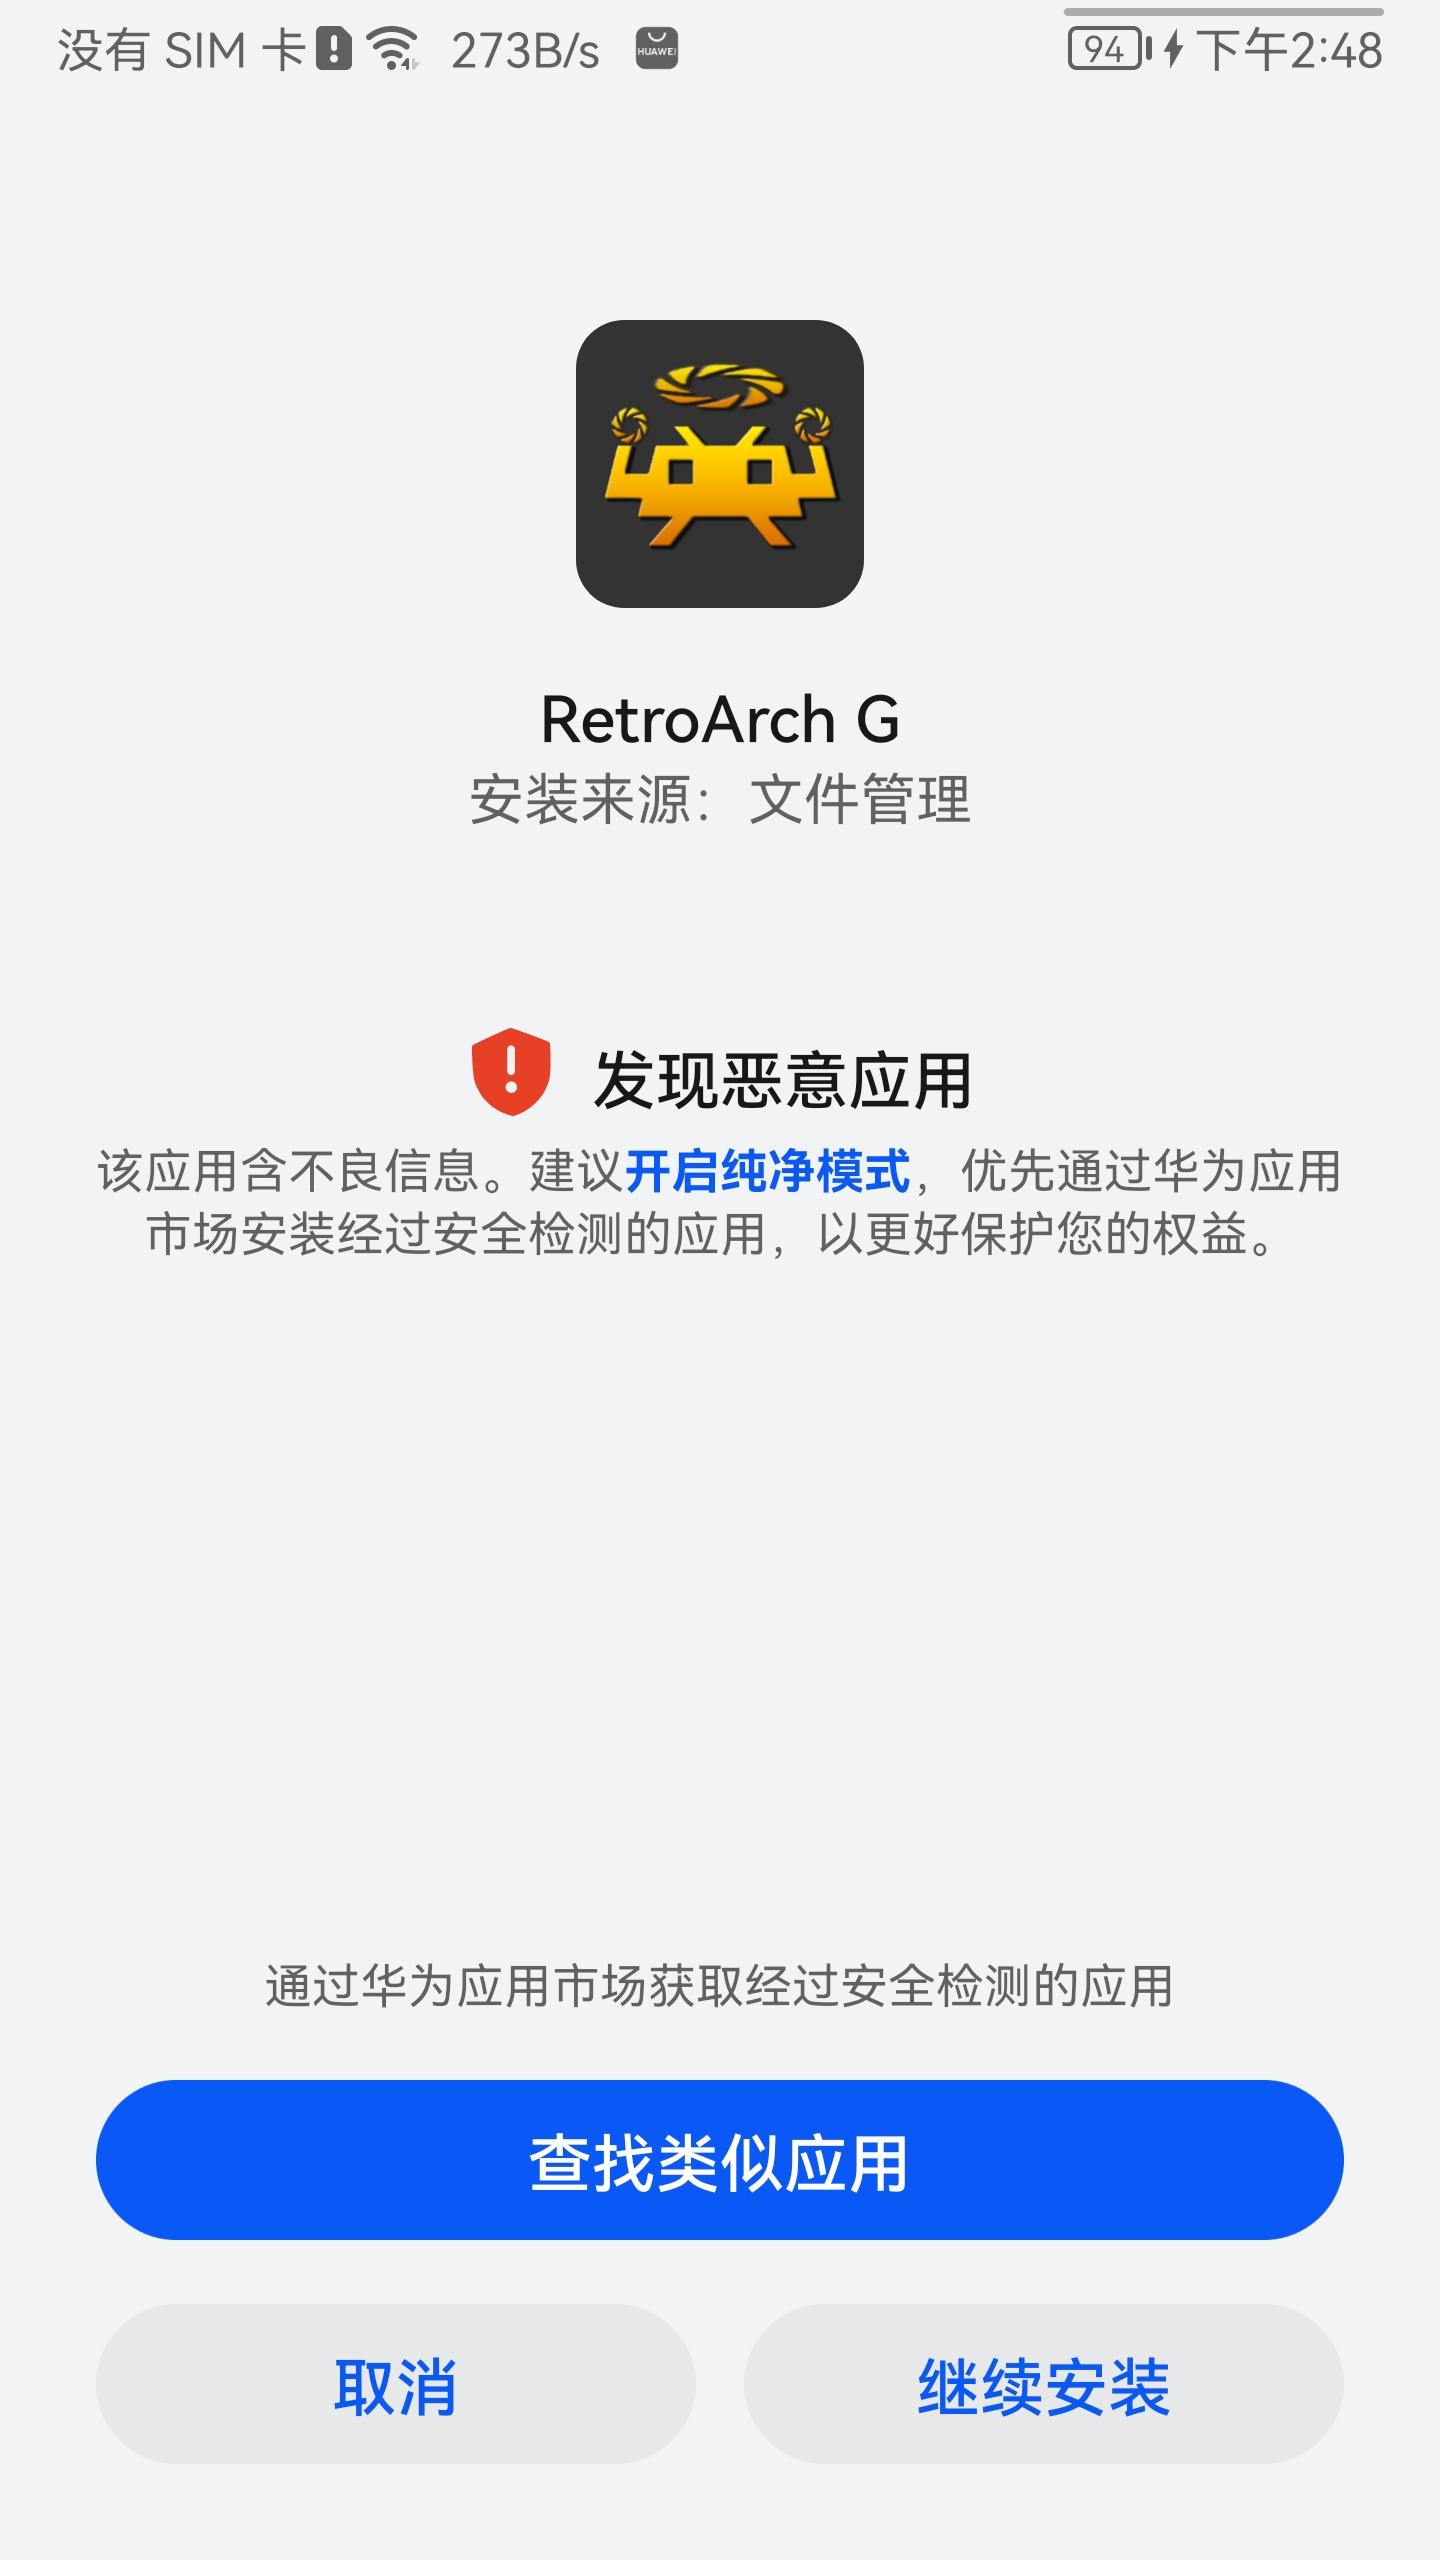 没有 SIM 卡 273B/s HUAWEI 94 下午2:48
RetroArch G
安装来源：文件管理
发现恶意应用
该应用含不良信息。建议开启纯净模式，优先通过华为应用
市场安装经过安全检测的应用，以更好保护您的权益。
通过华为应用市场获取经过安全检测的应用
查找类似应用
取消 继续安装